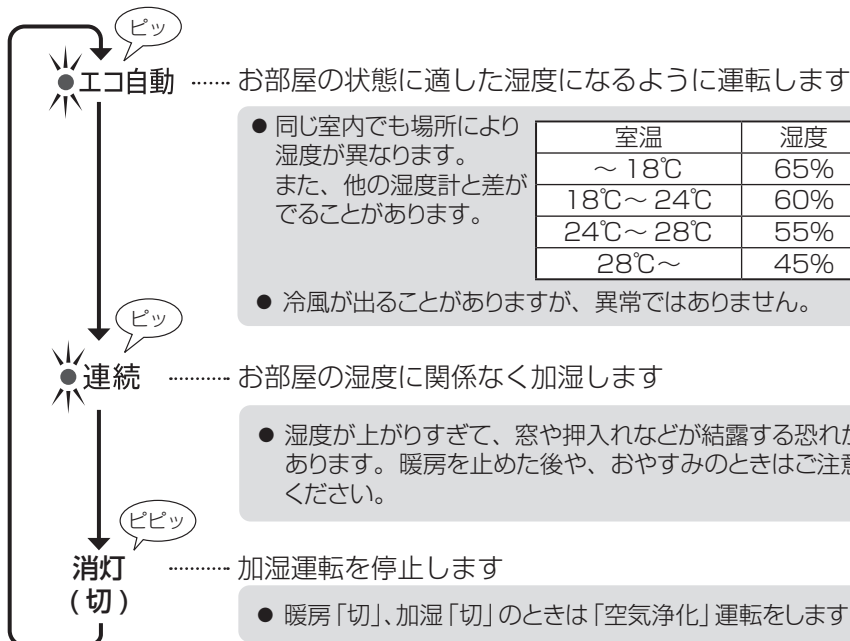 ピッ
エコ自動 …… お部屋の状態に適した湿度になるように運転します
● 同じ室内でも場所により
湿度が異なります。
また、他の湿度計と差が
でることがあります。
室温 湿度
～ 18℃ 65%
18℃～ 24℃ 60%
24℃～ 28℃ 55%
28℃～ 45%
● 冷風が出ることがありますが、異常ではありません。
ピッ
連続 ……… お部屋の湿度に関係なく加湿します
● 湿度が上がりすぎて、窓や押入れなどが結露する恐れが
あります。暖房を止めた後や、おやすみのときはご注意
ください。
ピピッ
消灯 ……… 加湿運転を停止します
(切)
● 暖房「切」、加湿「切」のときは「空気浄化」運転をします